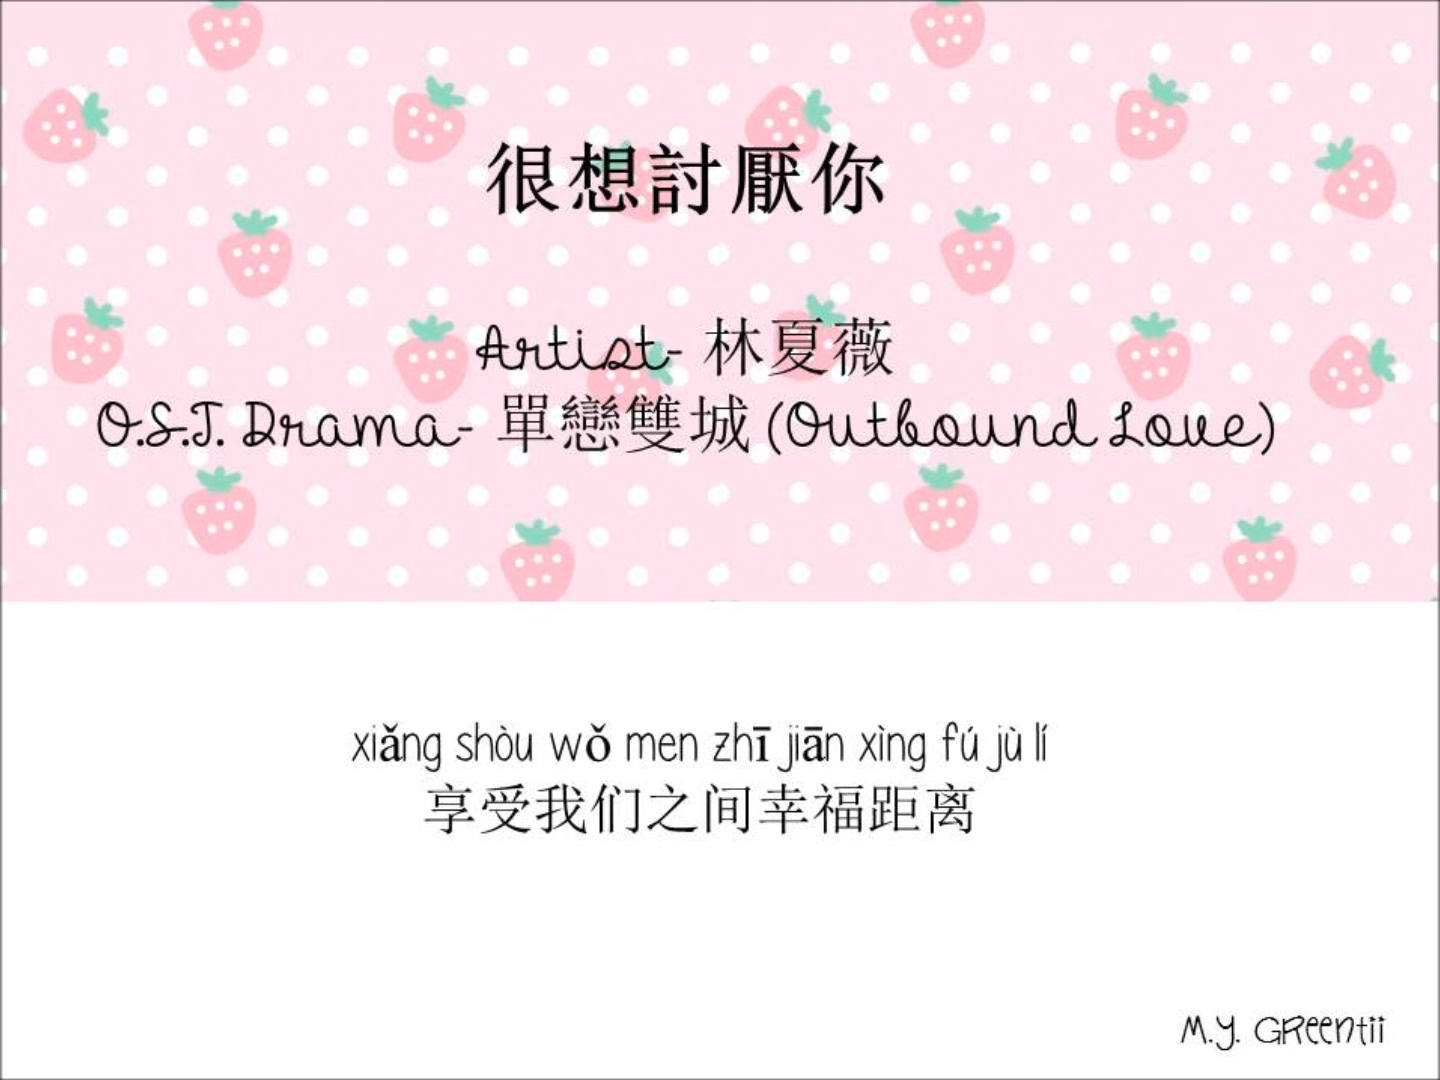 很想討厭你
Artist- 林夏薇
O.S.T. Drama- 單戀雙城 (Outbound Love)
xiǎng shòu wǒ men zhī jiān xìng fú jù lí
享受我们之间幸福距离
M.Y. GReentii